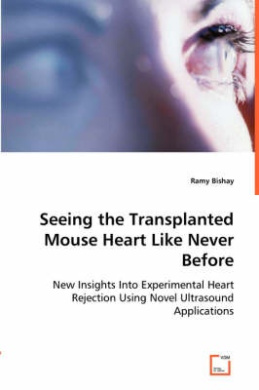 Ramy Bishay
Seeing the Transplanted
Mouse Heart Like Never
Before
New Insights Into Experimental Heart
Rejection Using Novel Ultrasound
Applications
VDM